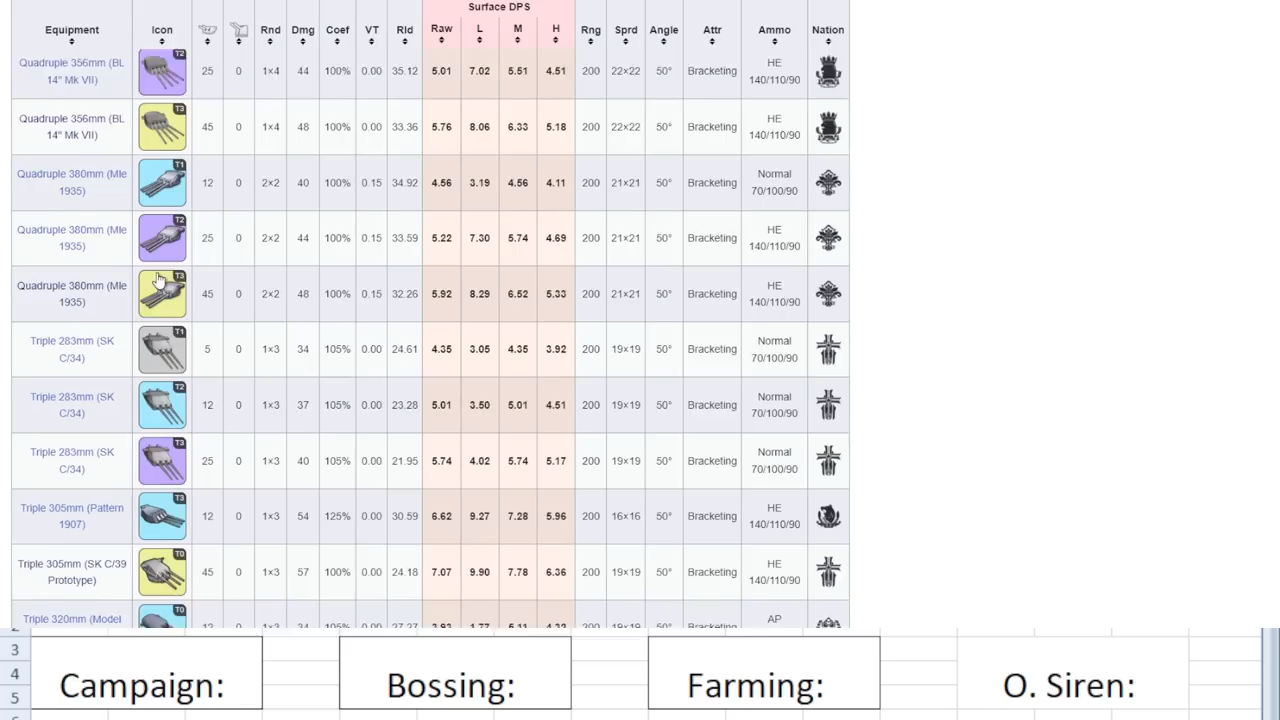 Surface DPS
Equipment Icon Rnd Dmg Coef VT Rld Raw L M H Rng Sprd Angle Attr Ammo Nation
Quadruple 356mm (BL 14" Mk VII) T2 25 0 1×4 44 100% 0.00 35.12 5.01 7.02 5.51 4.51 200 22×22 50° Bracketing HE 140/110/90
Quadruple 356mm (BL 14" Mk VII) T3 45 0 1×4 48 100% 0.00 33.36 5.76 8.06 6.33 5.18 200 22×22 50° Bracketing HE 140/110/90
Quadruple 380mm (Mle 1935) T1 12 0 2×2 40 100% 0.15 34.92 4.56 3.19 4.56 4.11 200 21×21 50° Bracketing Normal 70/100/90
Quadruple 380mm (Mle 1935) T2 25 0 2×2 44 100% 0.15 33.59 5.22 7.30 5.74 4.69 200 21×21 50° Bracketing HE 140/110/90
Quadruple 380mm (Mle 1935) T3 45 0 2×2 48 100% 0.15 32.26 5.92 8.29 6.52 5.33 200 21×21 50° Bracketing HE 140/110/90
Triple 283mm (SK C/34) T1 5 0 1×3 34 105% 0.00 24.61 4.35 3.05 4.35 3.92 200 19×19 50° Bracketing Normal 70/100/90
Triple 283mm (SK C/34) T2 12 0 1×3 37 105% 0.00 23.28 5.01 3.50 5.01 4.51 200 19×19 50° Bracketing Normal 70/100/90
Triple 283mm (SK C/34) T3 25 0 1×3 40 105% 0.00 21.95 5.74 4.02 5.74 5.17 200 19×19 50° Bracketing Normal 70/100/90
Triple 305mm (Pattern 1907) T3 12 0 1×3 54 125% 0.00 30.59 6.62 9.27 7.28 5.96 200 16×16 50° Bracketing HE 140/110/90
Triple 305mm (SK C/39 Prototype) T0 45 0 1×3 57 100% 0.00 24.18 7.07 9.90 7.78 6.36 200 19×19 50° Bracketing HE 140/110/90
Triple 320mm (Model T0 AP
3
4
5
Campaign: Bossing: Farming: O. Siren: